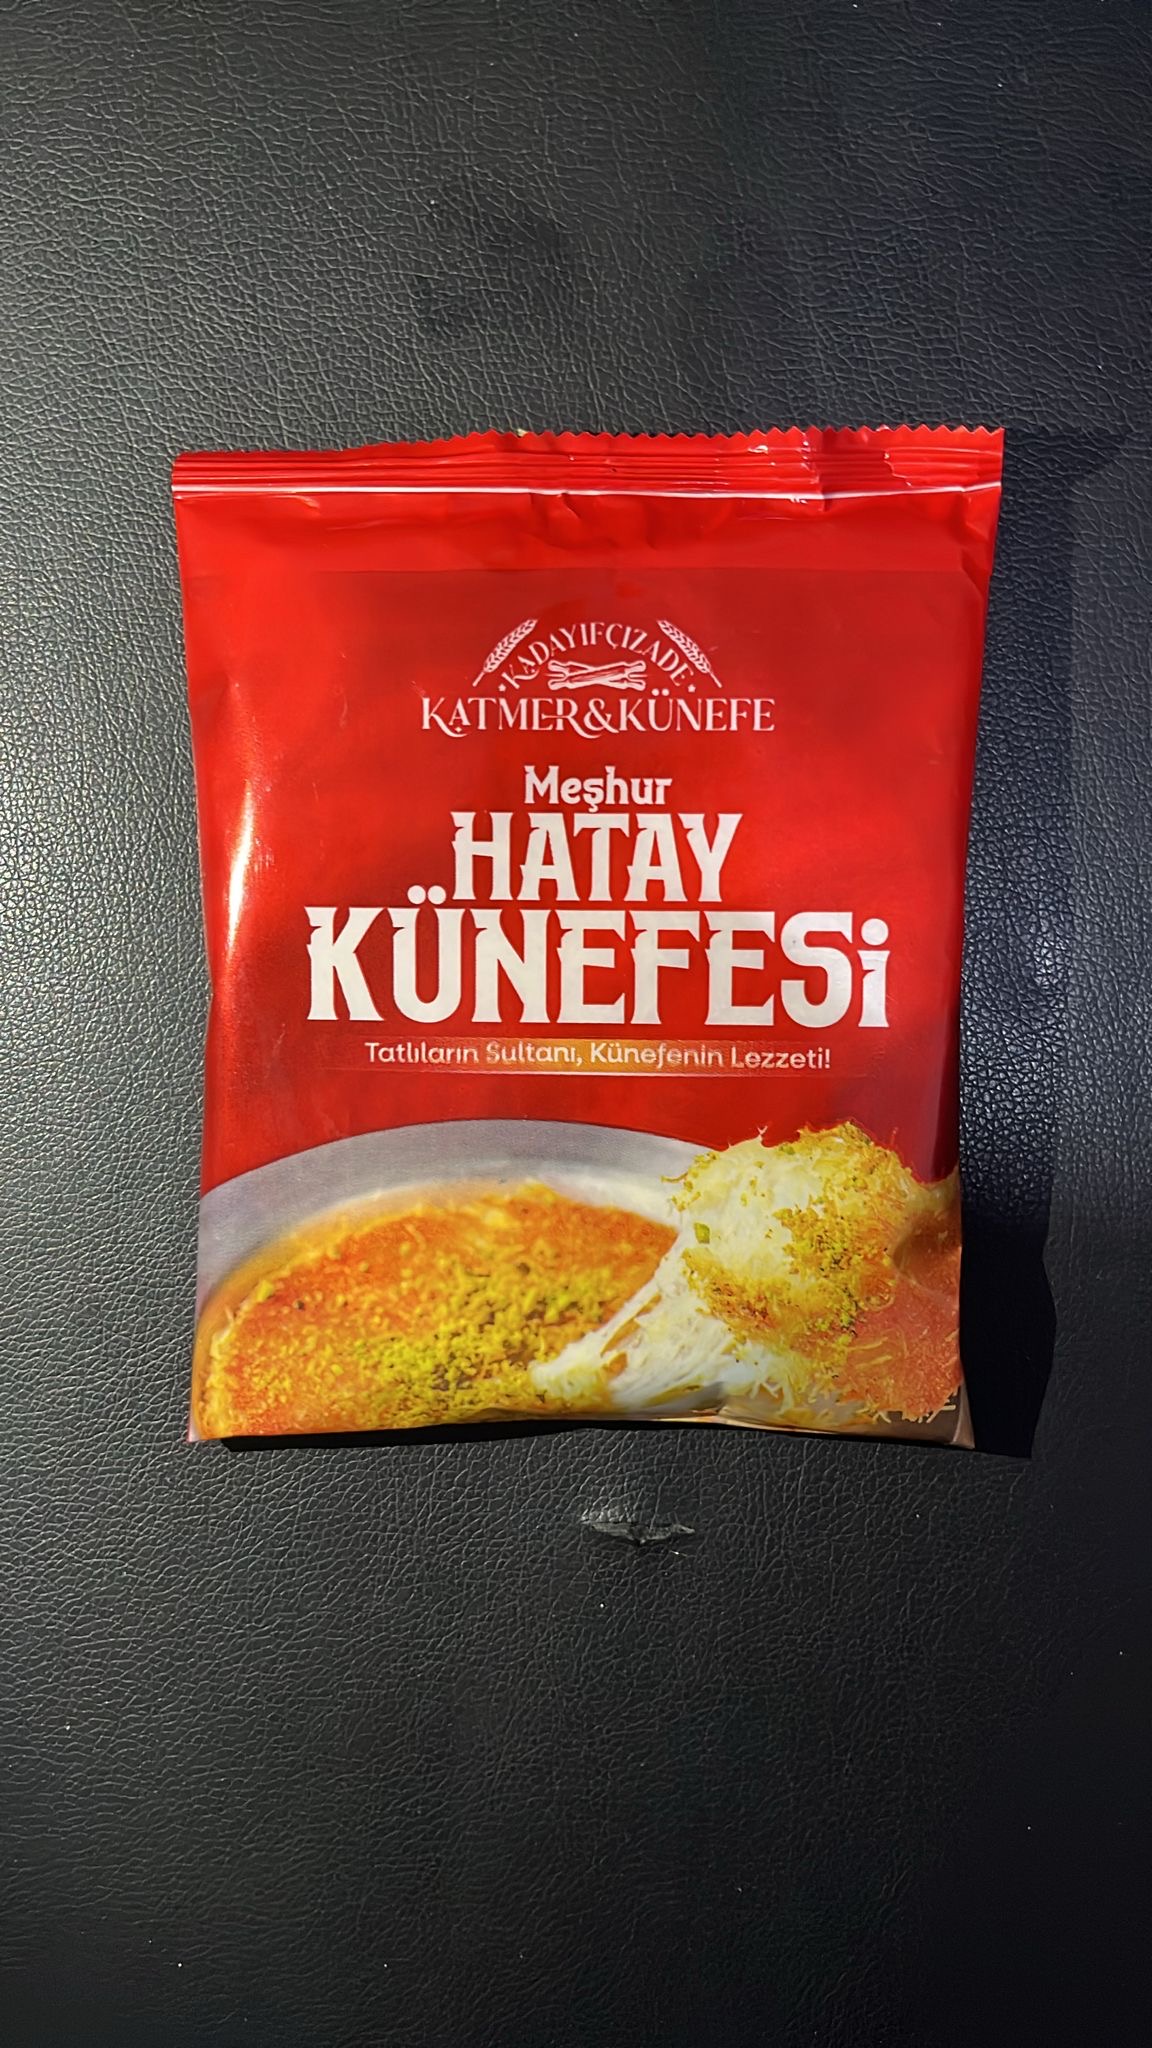 KADAYIFÇIZADE
KATMER&KÜNEFE
Meşhur
HATAY
KÜNEFESi
Tatlıların Sultanı, Künefenin Lezzeti!